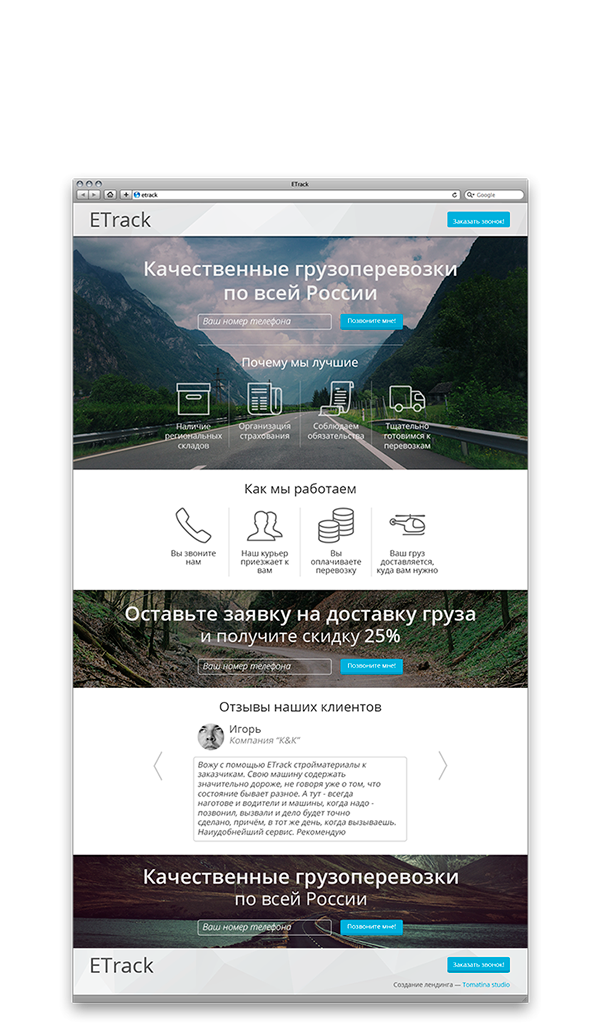 ETrack
etrack
Google
ETrack
Заказать звонок!
Качественные грузоперевозки
по всей России
Ваш номер телефона
Позвоните мне!
Почему мы лучшие
Наличие
региональных
складов
Организация
страхования
Соблюдаем
обязательства
Тщательно
готовимся к
перевозкам
Как мы работаем
Вы звоните
нам
Наш курьер
приезжает к
вам
Вы
оплачиваете
перевозку
Ваш груз
доставляется,
куда вам нужно
Оставьте заявку на доставку груза
и получите скидку 25%
Ваш номер телефона
Позвоните мне!
Отзывы наших клиентов
Игорь
Компания "K&K"
Вожу с помощью ETrack стройматериалы к
заказчикам. Свою машину содержать
значительно дороже, не говоря уже о том, что
состояние бывает разное. А тут - всегда
наготове и водители и машины, когда надо -
позвонил, вызвали и дело будет точно
сделано, причём, в тот же день, когда вызываешь.
Наиудобнейший сервис. Рекомендую
Качественные грузоперевозки
по всей России
Ваш номер телефона
Позвоните мне!
ETrack
Заказать звонок!
Создание лендинга — Tomatina studio